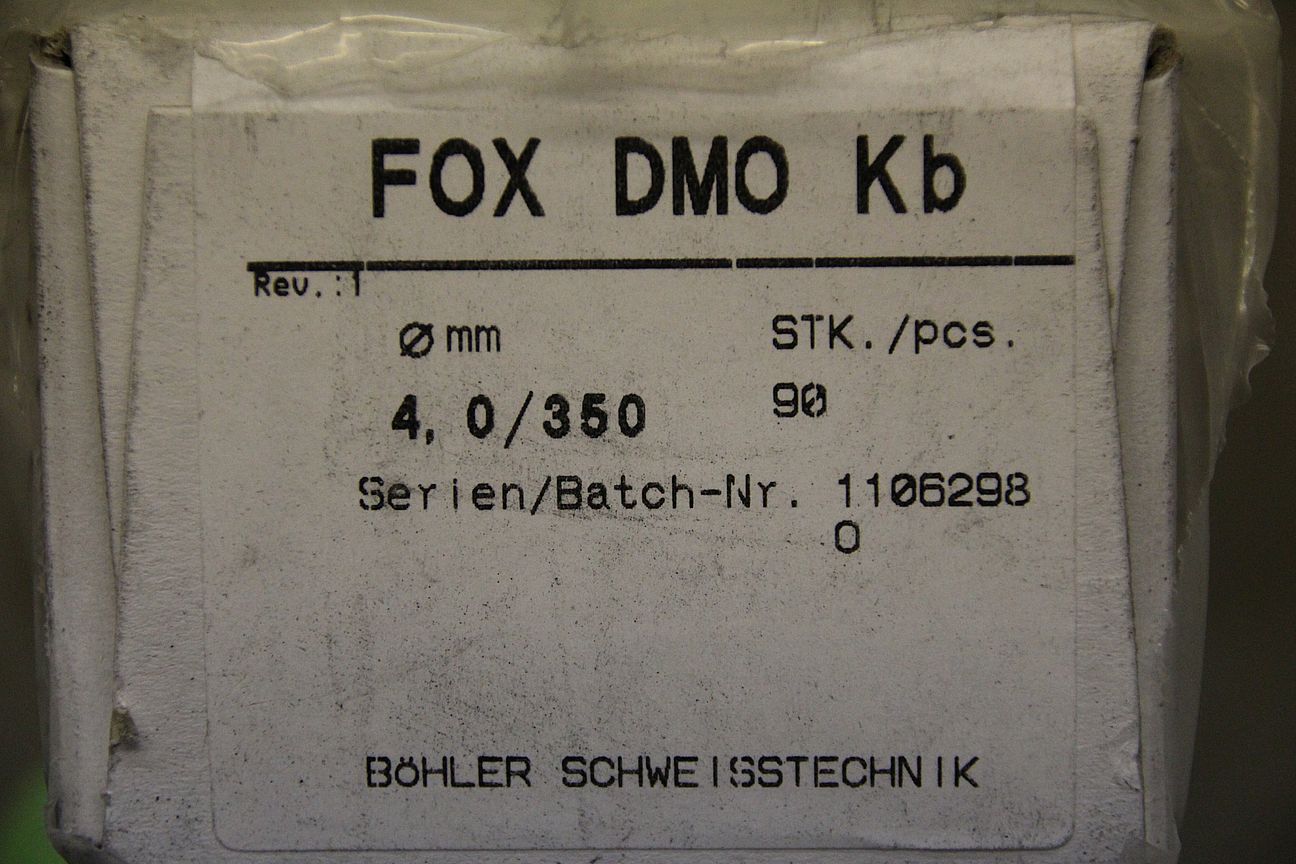 FOX DMO Kb
Rev.:1
Ø mm STK./pcs.
4,0/350 90
Serien/Batch-Nr. 1106298
0
BÖHLER SCHWEISSTECHNIK